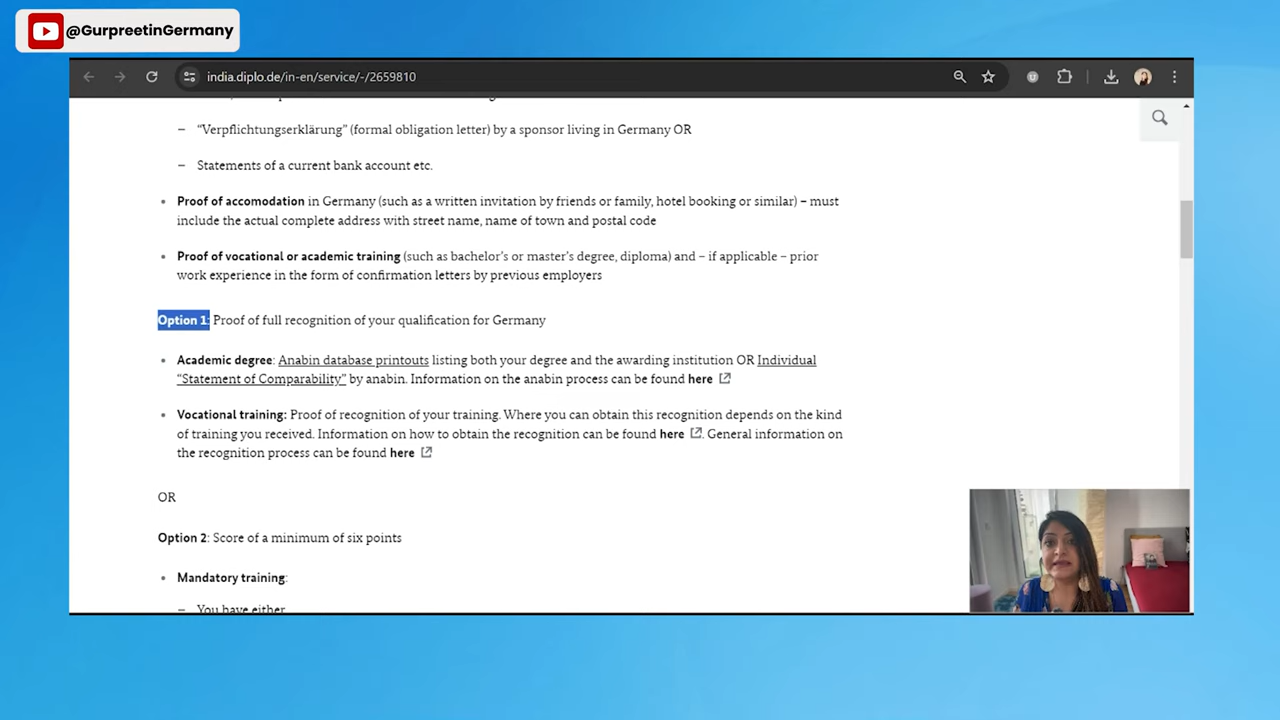 @GurpreetinGermany
india.diplo.de/in-en/service/-/2659810
– "Verpflichtungserklärung" (formal obligation letter) by a sponsor living in Germany OR
– Statements of a current bank account etc.
• Proof of accomodation in Germany (such as a written invitation by friends or family, hotel booking or similar) – must
include the actual complete address with street name, name of town and postal code
• Proof of vocational or academic training (such as bachelor's or master's degree, diploma) and – if applicable – prior
work experience in the form of confirmation letters by previous employers
Option 1: Proof of full recognition of your qualification for Germany
• Academic degree: Anabin database printouts listing both your degree and the awarding institution OR Individual
"Statement of Comparability" by anabin. Information on the anabin process can be found here
• Vocational training: Proof of recognition of your training. Where you can obtain this recognition depends on the kind
of training you received. Information on how to obtain the recognition can be found here. General information on
the recognition process can be found here
OR
Option 2: Score of a minimum of six points
• Mandatory training:
– You have either